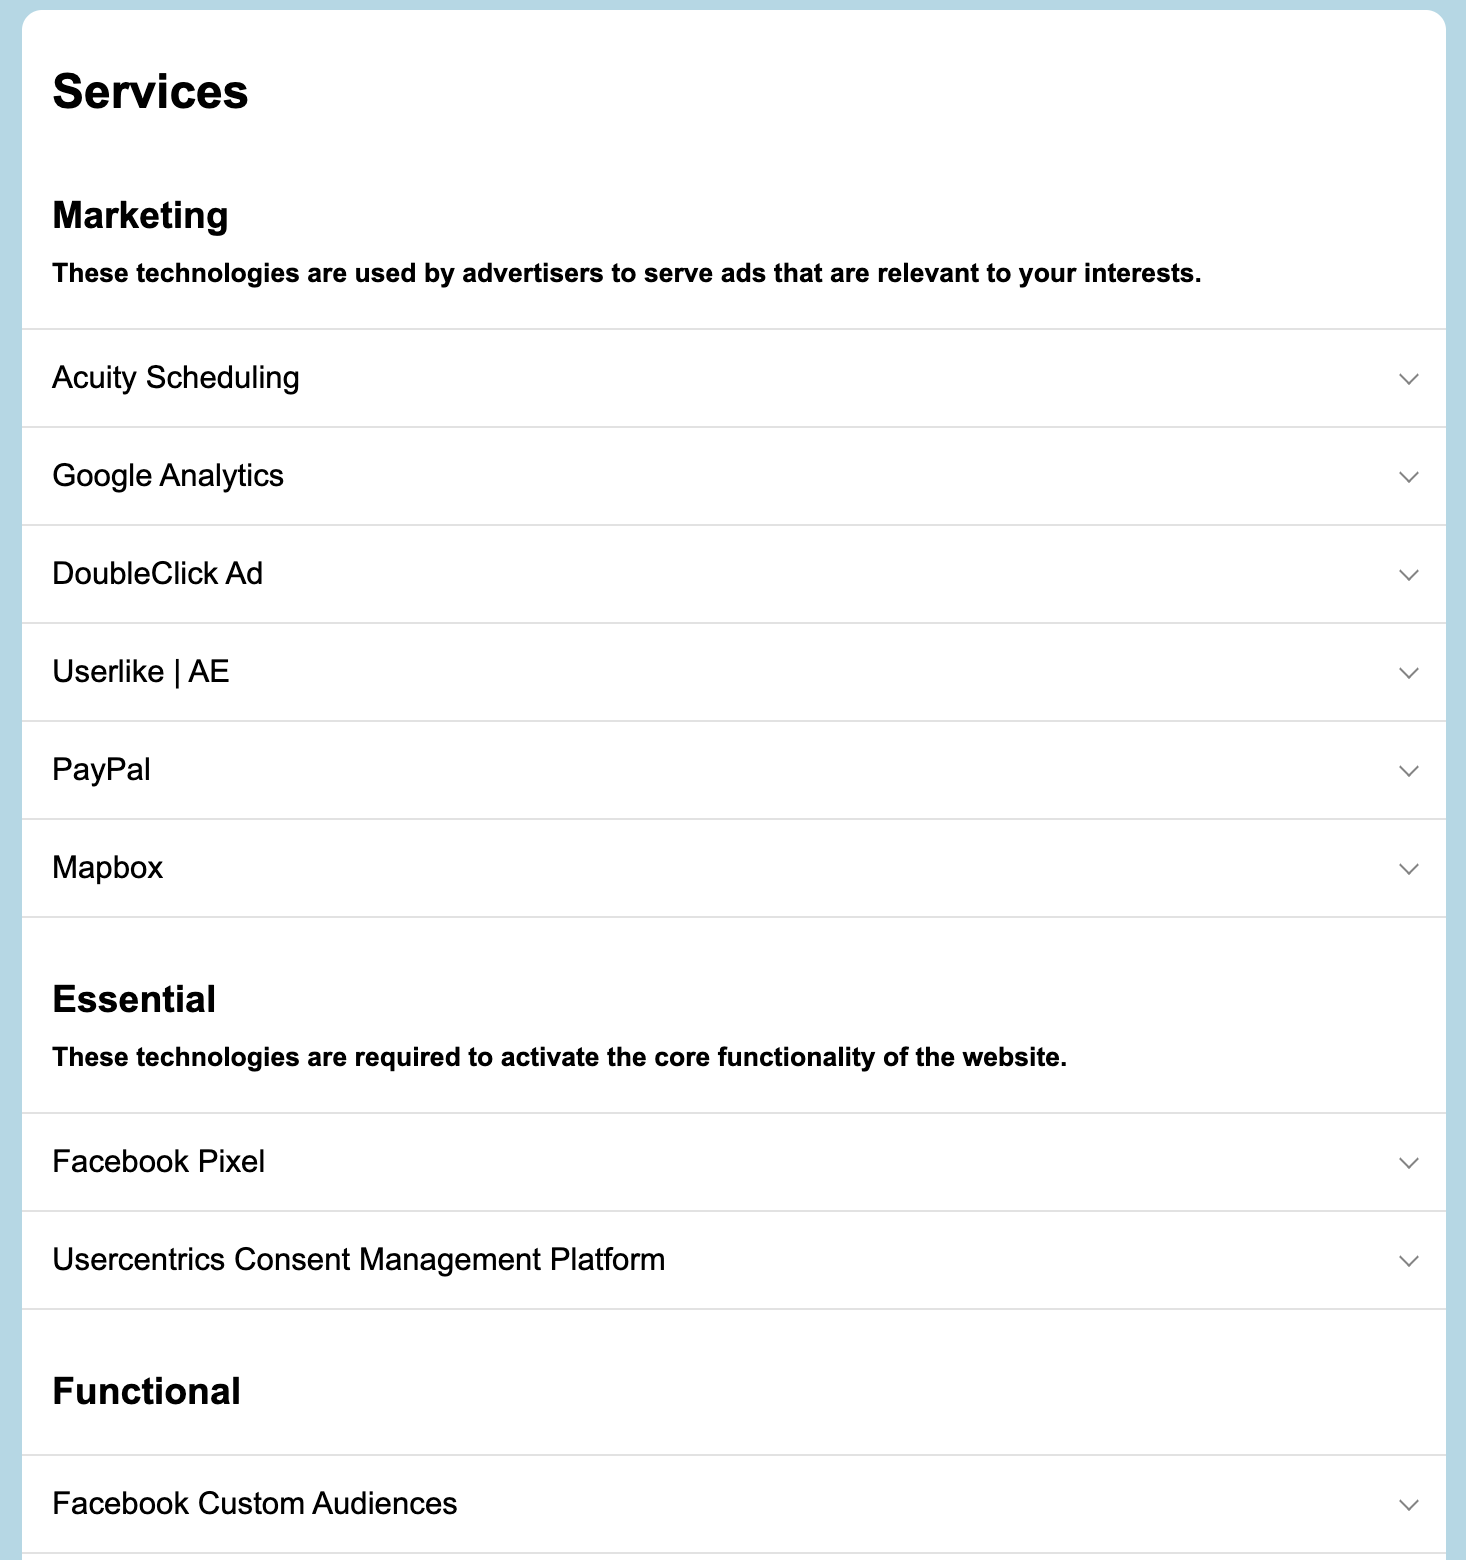 Services
Marketing
These technologies are used by advertisers to serve ads that are relevant to your interests.
Acuity Scheduling
Google Analytics
DoubleClick Ad
Userlike | AE
PayPal
Mapbox
Essential
These technologies are required to activate the core functionality of the website.
Facebook Pixel
Usercentrics Consent Management Platform
Functional
Facebook Custom Audiences